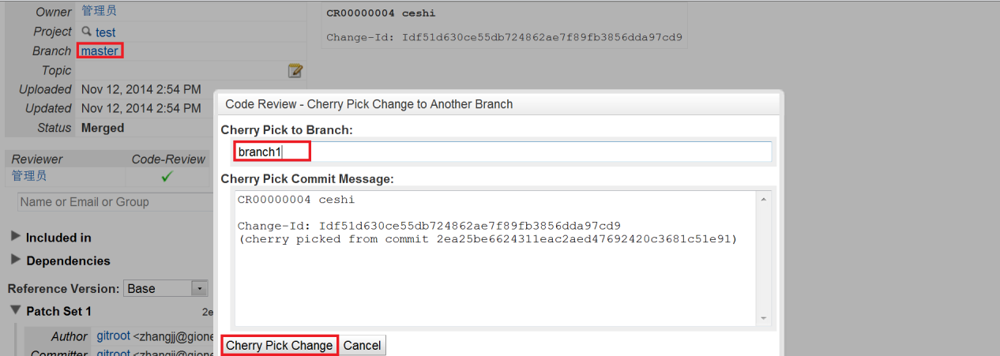 Owner 管理员
Project test
Branch master
Topic
Uploaded Nov 12, 2014 2:54 PM
Updated Nov 12, 2014 2:54 PM
Status Merged
CR00000004 ceshi
Change-Id: Idf51d630ce55db724862ae7f89fb3856dda97cd9
Reviewer Code-Review
管理员
Name or Email or Group
Included in
Dependencies
Reference Version: Base
Patch Set 1 2e
Author gitroot <zhangjj@gione
Committer gitroot <zhangjj@gione
Code Review - Cherry Pick Change to Another Branch
Cherry Pick to Branch:
branch1
Cherry Pick Commit Message:
CR00000004 ceshi
Change-Id: Idf51d630ce55db724862ae7f89fb3856dda97cd9
(cherry picked from commit 2ea25be6624311eac2aed47692420c3681c51e91)
Cherry Pick Change Cancel